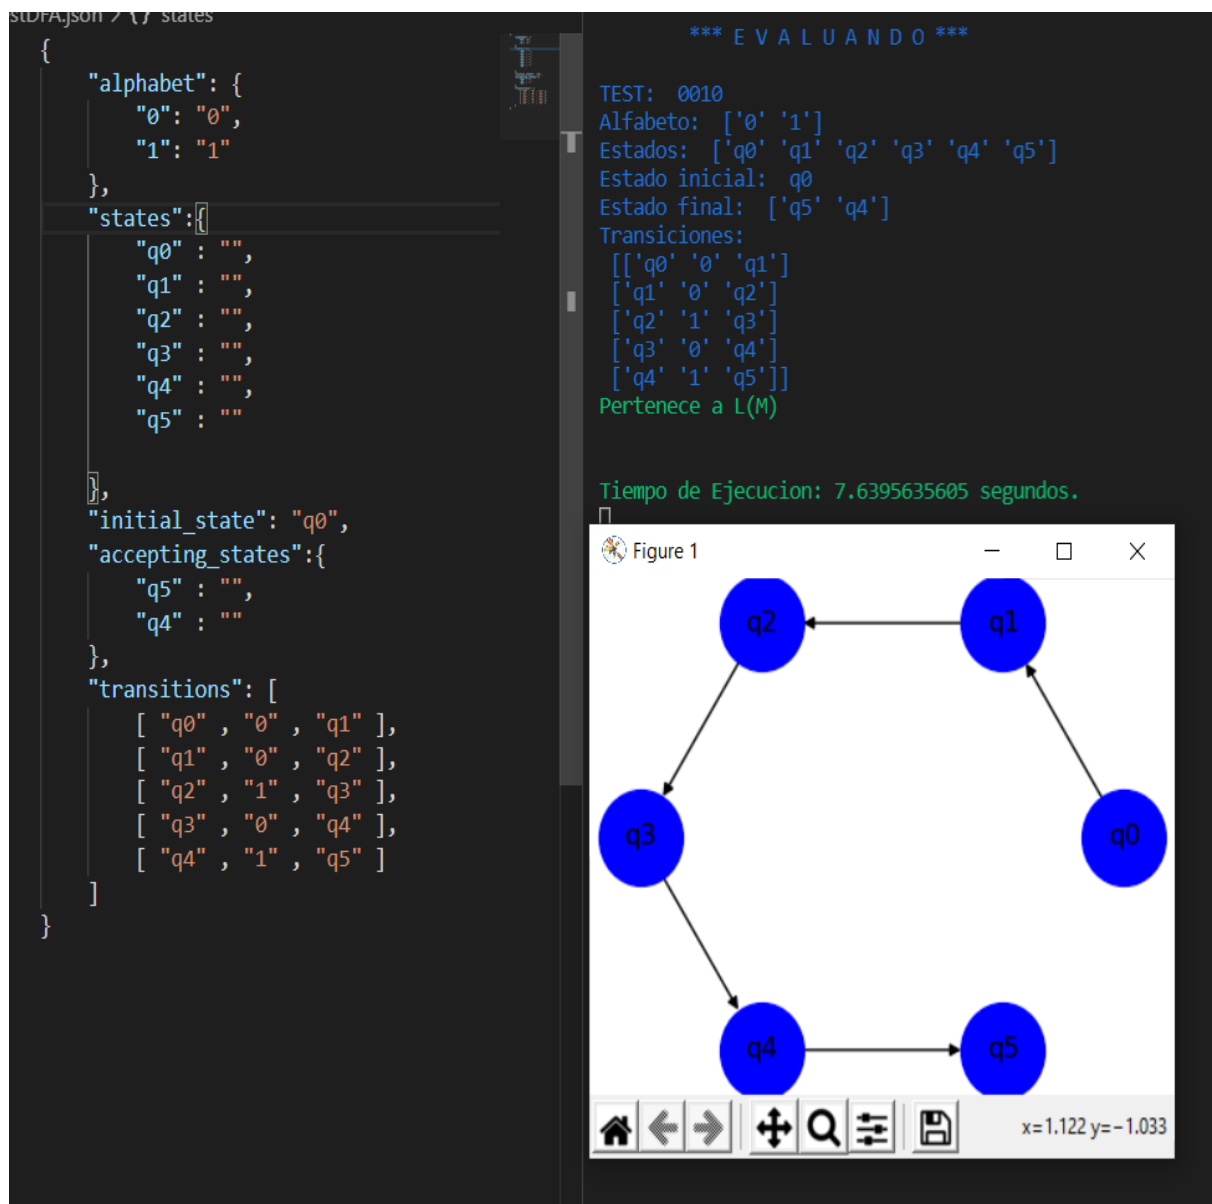 stDFA.json > {} states
{
"alphabet": {
"0": "0",
"1": "1"
},
"states":{
"q0" : "",
"q1" : "",
"q2" : "",
"q3" : "",
"q4" : "",
"q5" : ""
},
"initial_state": "q0",
"accepting_states":{
"q5" : "",
"q4" : ""
},
"transitions": [
[ "q0" , "0" , "q1" ],
[ "q1" , "0" , "q2" ],
[ "q2" , "1" , "q3" ],
[ "q3" , "0" , "q4" ],
[ "q4" , "1" , "q5" ]
]
}
*** E V A L U A N D O ***
TEST:  0010
Alfabeto:  ['0' '1']
Estados:  ['q0' 'q1' 'q2' 'q3' 'q4' 'q5']
Estado inicial:  q0
Estado final:  ['q5' 'q4']
Transiciones:
[['q0' '0' 'q1']
['q1' '0' 'q2']
['q2' '1' 'q3']
['q3' '0' 'q4']
['q4' '1' 'q5']]
Pertenece a L(M)
Tiempo de Ejecucion: 7.6395635605 segundos.
Figure 1
q2
q1
q3
q0
q4
q5
x=1.122 y=−1.033